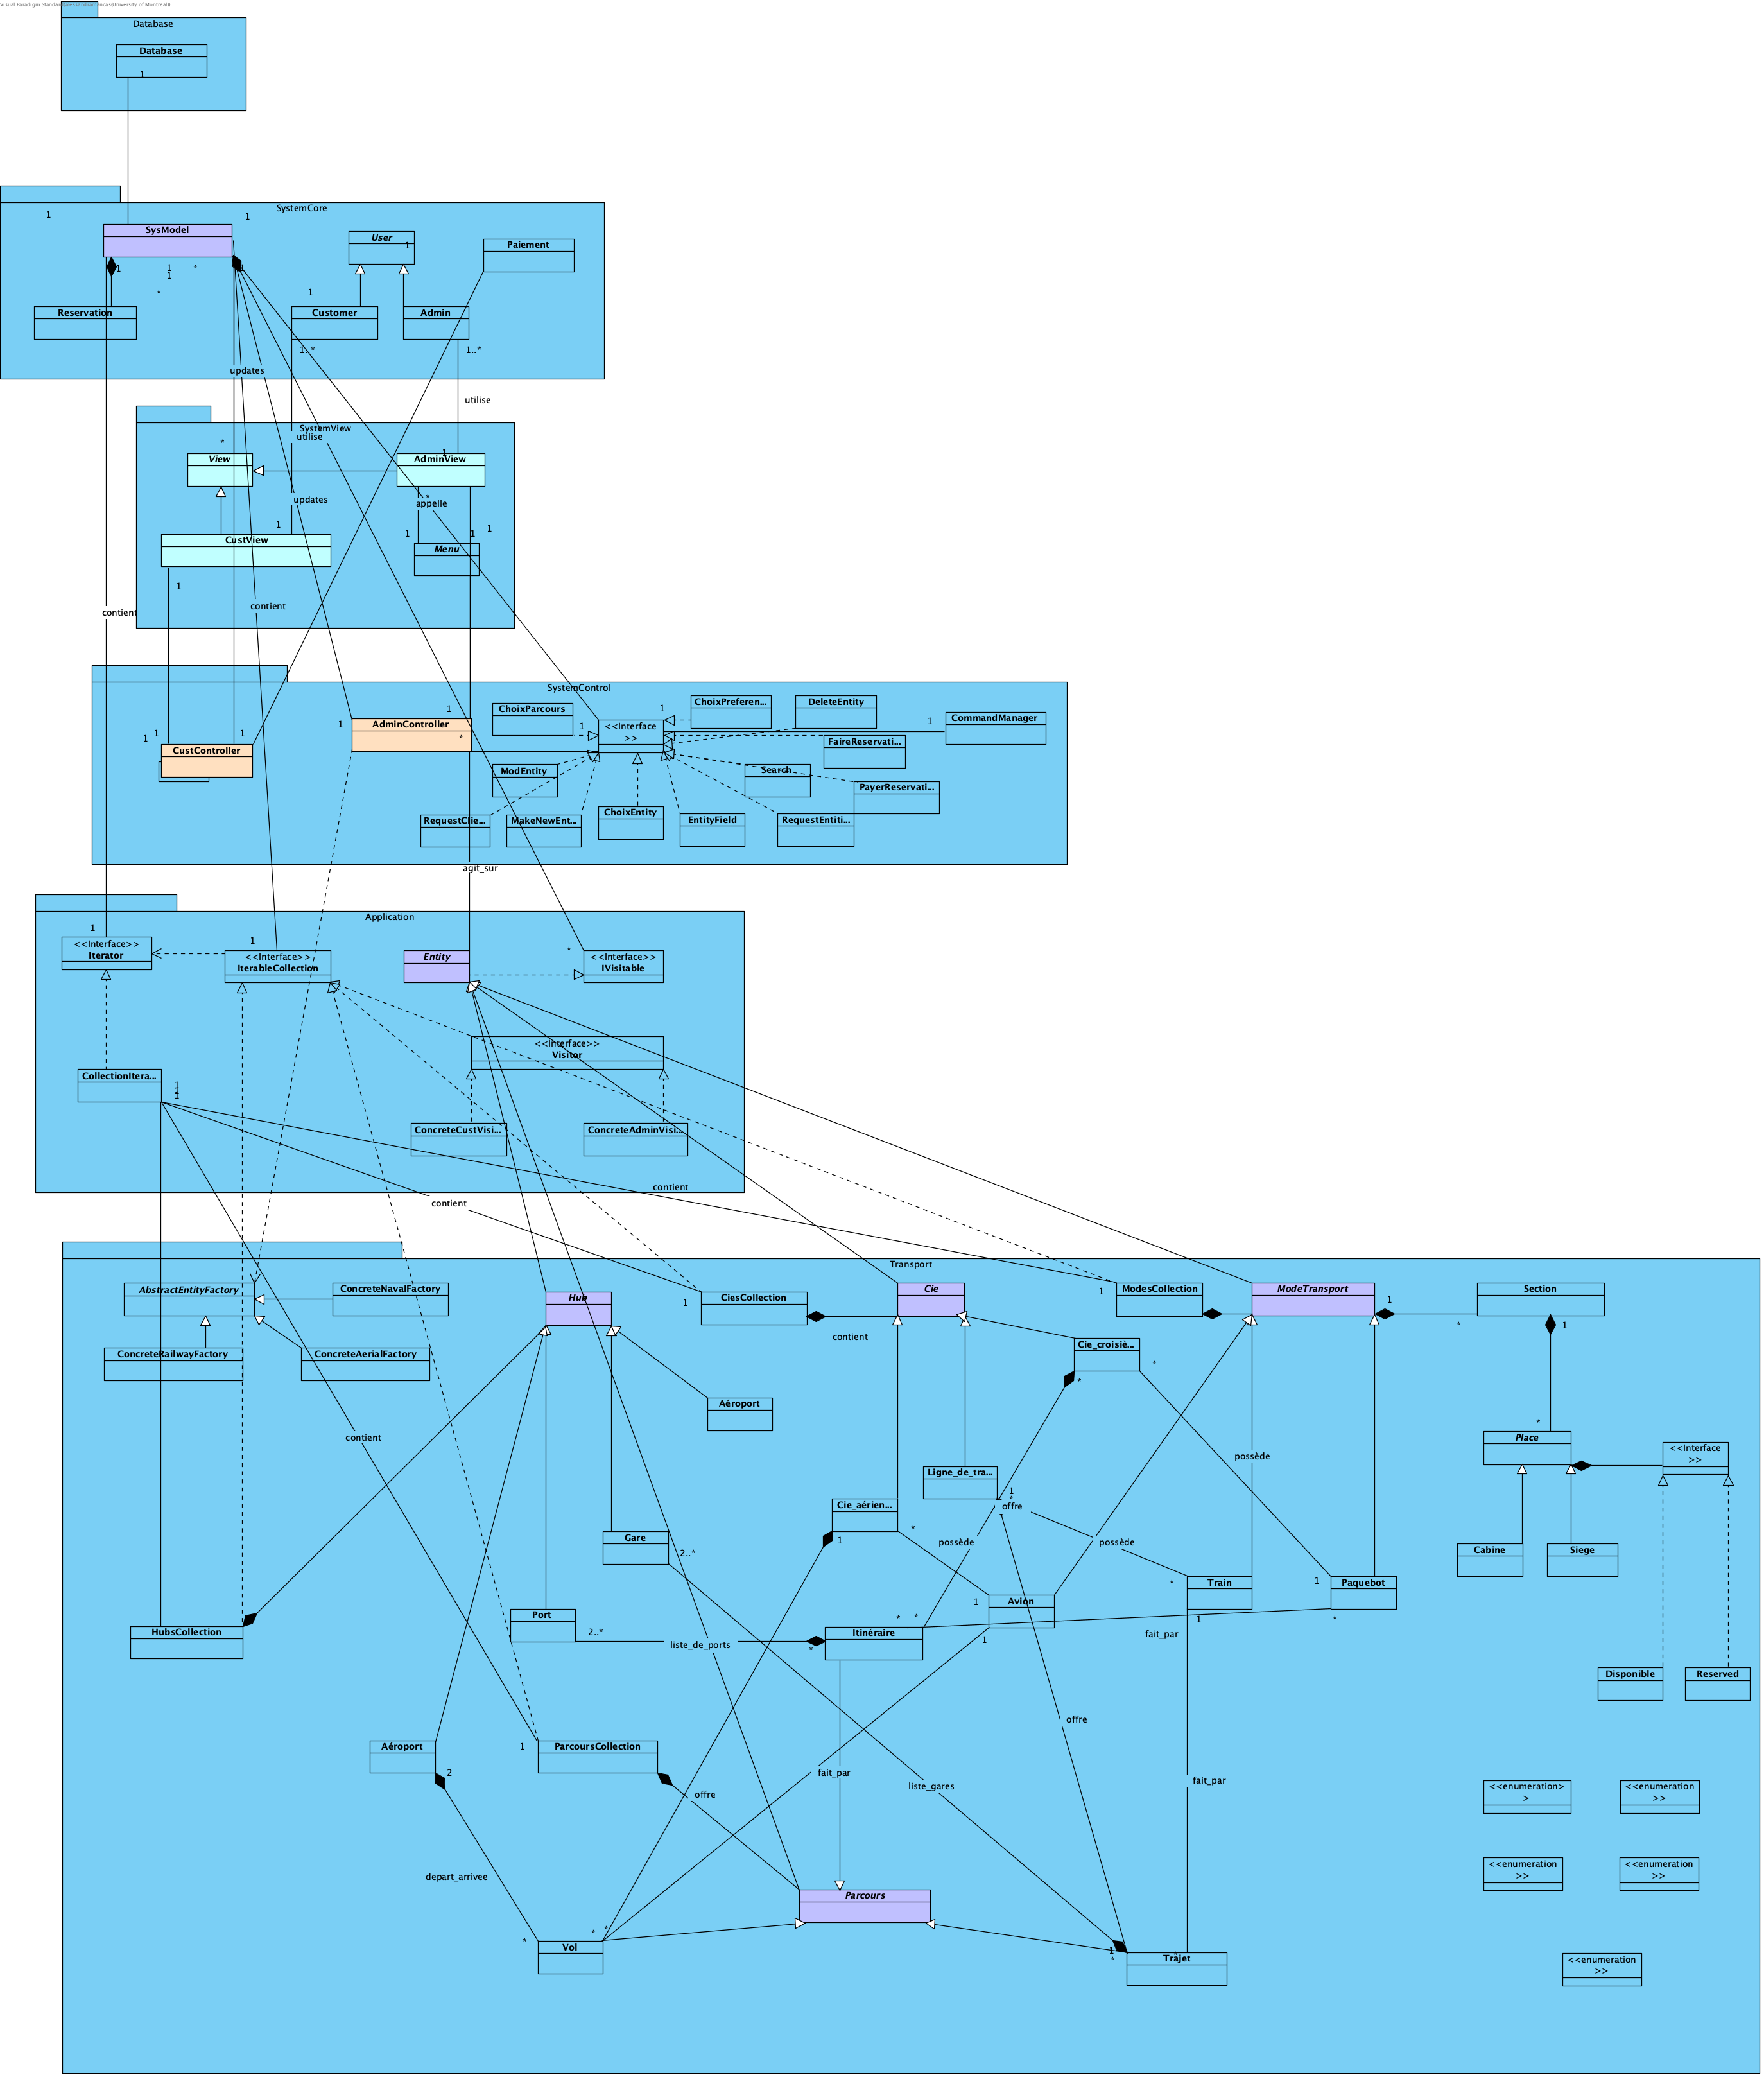 Database
Database
1
SystemCore
1
1
SysModel
User
1
Paiement
1
1
*
1
*
1
Reservation
Customer
Admin
1..*
1..*
updates
utilise
SystemView
utilise
*
View
AdminView
1
updates
*
appelle
1
1
1
1
CustView
Menu
1
contient
contient
SystemControl
ChoixParcours
ChoixPreferen...
DeleteEntity
1
1
1
1
<<Interface
>>
1
CommandManager
AdminController
1
1
1
*
CustController
FaireReservati...
ModEntity
Search
PayerReservati...
RequestClie...
MakeNewEnt...
ChoixEntity
EntityField
RequestEntiti...
agit_sur
Application
1
<<Interface>>
Iterator
1
<<Interface>>
IterableCollection
Entity
*
<<Interface>>
IVisitable
<<Interface>>
Visitor
CollectionItera...
1
1
1
ConcreteCustVisi...
ConcreteAdminVisi...
contient
contient
Transport
AbstractEntityFactory
ConcreteNavalFactory
Hub
1
CiesCollection
Cie
1
ModesCollection
ModeTransport
1
*
Section
1
contient
ConcreteRailwayFactory
ConcreteAerialFactory
Cie_croisiè...
*
*
Aéroport
*
Place
<<Interface
>>
contient
possède
Ligne_de_tra...
1
*
offre
Cie_aérien...
*
1
possède
possède
Gare
2..*
Cabine
Siege
*
Train
1
Paquebot
1
Avion
1
*
*
*
1
Port
2..*
liste_de_ports
*
Itinéraire
1
fait_par
HubsCollection
Disponible
Reserved
offre
Aéroport
2
1
ParcoursCollection
fait_par
liste_gares
fait_par
offre
<<enumeration>
>
<<enumeration
>>
depart_arrivee
<<enumeration
>>
<<enumeration
>>
Parcours
*
*
*
Vol
1
*
*
Trajet
<<enumeration
>>